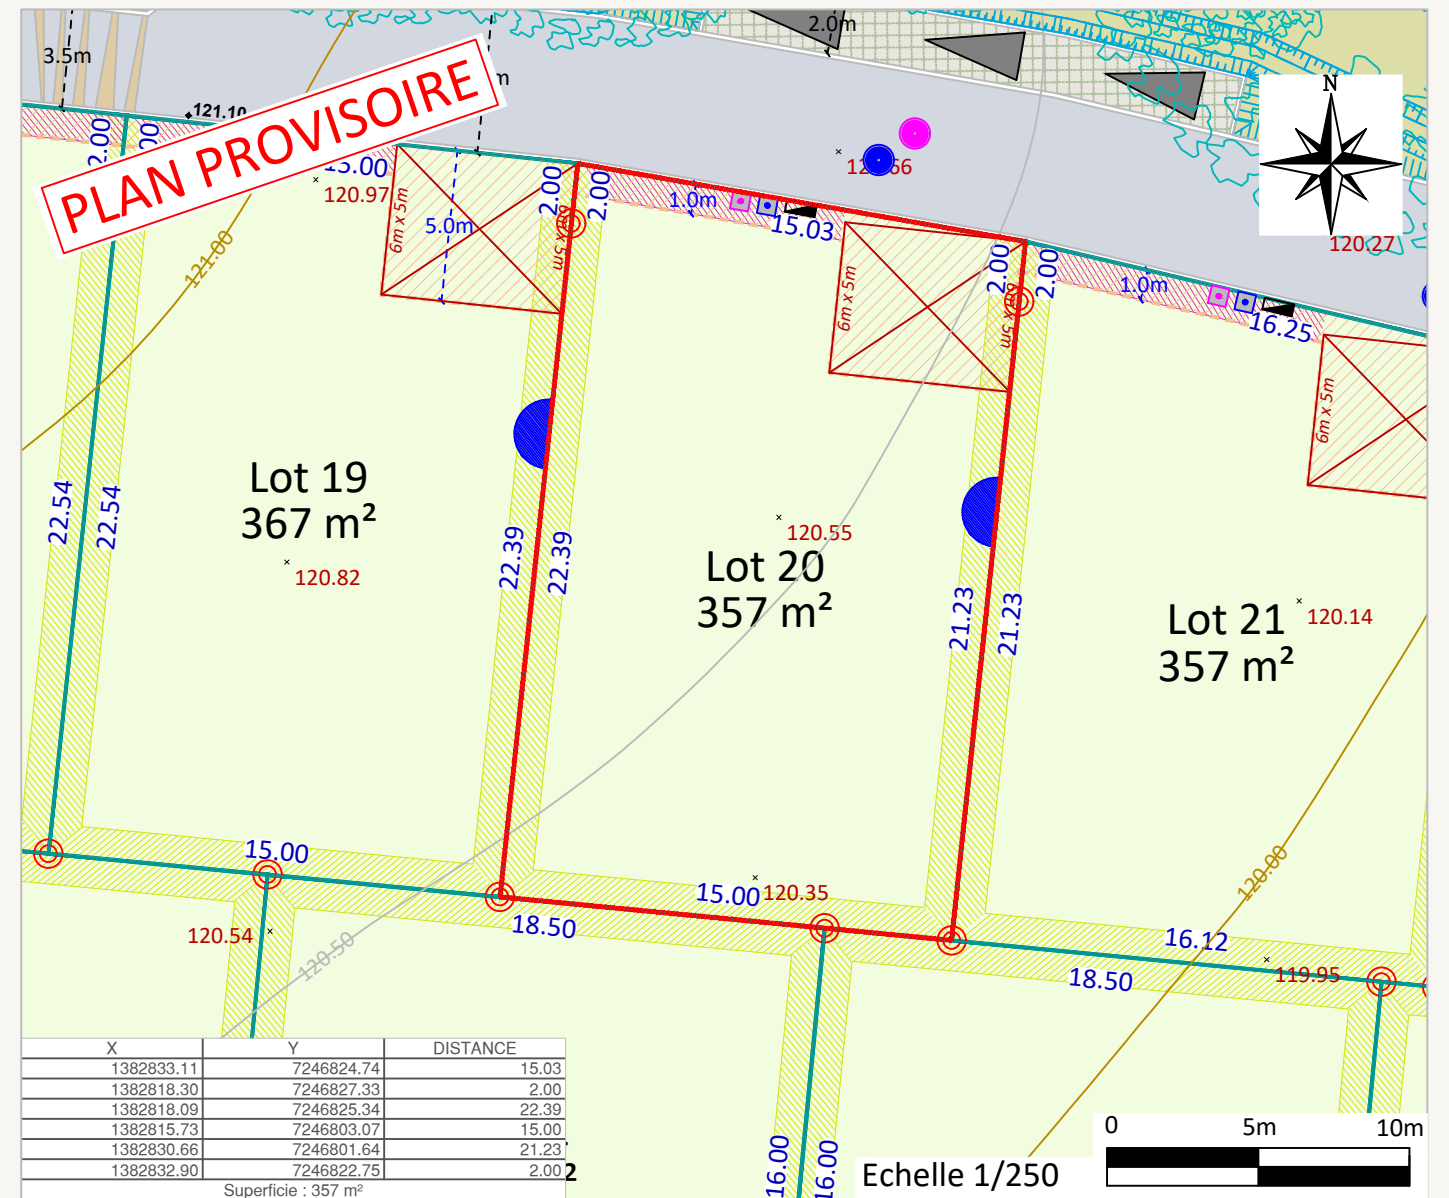 3.5m
2.0m
m
N
121.10
PLAN PROVISOIRE
2.00
.00
15.00
120.97
6m x 5m
5.0m
2.00
2.00
6m x 5m
1.0m
15.03
120.27
121.00
6m x 5m
2.00
2.00
6m x 5m
1.0m
16.25
6m x 5m
Lot 19
367 m²
120.82
22.54
22.54
22.39
22.39
120.55
Lot 20
357 m²
21.23
21.23
120.14
Lot 21
357 m²
15.00
15.00
120.35
18.50
120.54
120.50
120.00
16.12
18.50
119.95
X Y DISTANCE
1382833.11 7246824.74 15.03
1382818.30 7246827.33 2.00
1382818.09 7246825.34 22.39
1382815.73 7246803.07 15.00
1382830.66 7246801.64 21.23
1382832.90 7246822.75 2.00
Superficie : 357 m²
2
16.00
16.00
0 5m 10m
Echelle 1/250